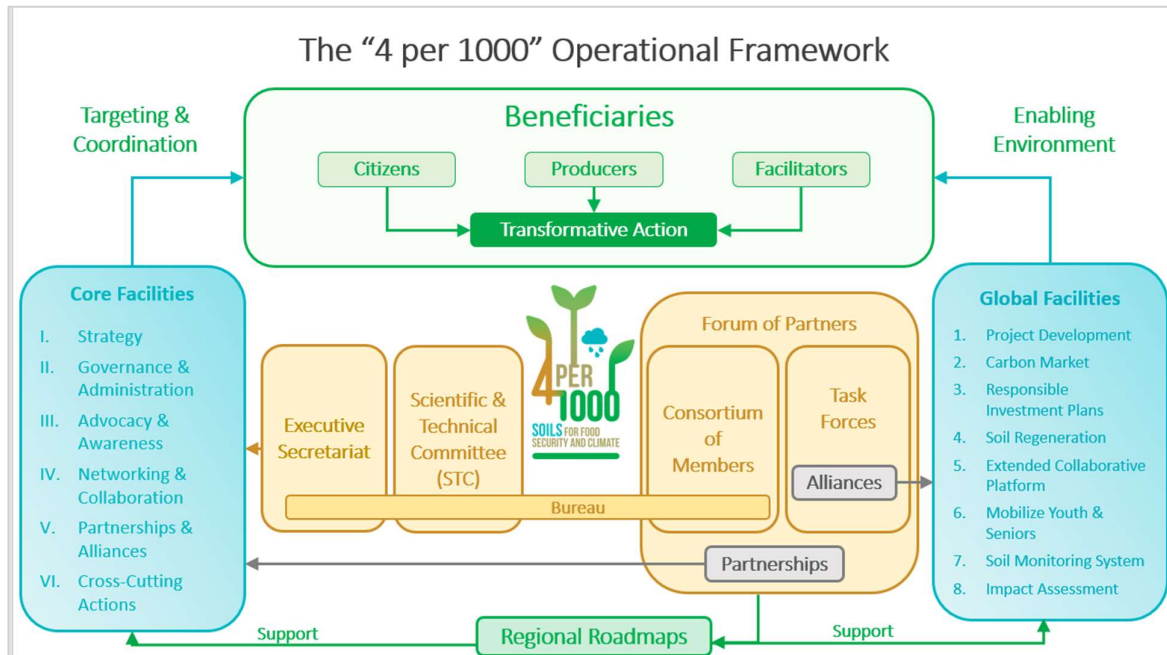 The “4 per 1000” Operational Framework
Targeting &
Coordination
Beneficiaries
Citizens
Producers
Facilitators
Transformative Action
Enabling
Environment
Core Facilities
I. Strategy
II. Governance &
Administration
III. Advocacy &
Awareness
IV. Networking &
Collaboration
V. Partnerships &
Alliances
VI. Cross-Cutting
Actions
Executive
Secretariat
Scientific &
Technical
Committee
(STC)
4 PER
1000
SOILS FOR FOOD
SECURITY AND CLIMATE
Forum of Partners
Consortium
of
Members
Task
Forces
Alliances
Bureau
Partnerships
Global Facilities
1. Project Development
2. Carbon Market
3. Responsible
Investment Plans
4. Soil Regeneration
5. Extended Collaborative
Platform
6. Mobilize Youth &
Seniors
7. Soil Monitoring System
8. Impact Assessment
Support
Regional Roadmaps
Support